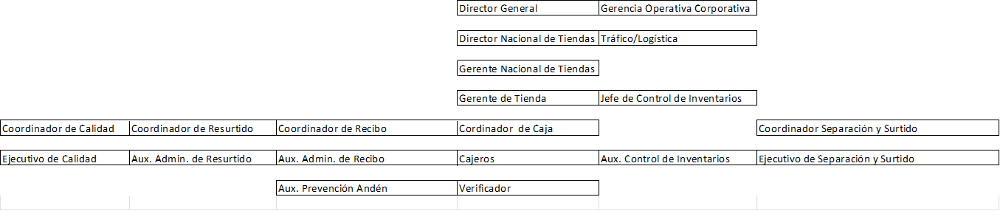 Director General Gerencia Operativa Corporativa
Director Nacional de Tiendas Tráfico/Logística
Gerente Nacional de Tiendas
Gerente de Tienda Jefe de Control de Inventarios
Coordinador de Calidad Coordinador de Resurtido Coordinador de Recibo Cordinador de Caja Coordinador Separación y Surtido
Ejecutivo de Calidad Aux. Admin. de Resurtido Aux. Admin. de Recibo Cajeros Aux. Control de Inventarios Ejecutivo de Separación y Surtido
Aux. Prevención Andén Verificador